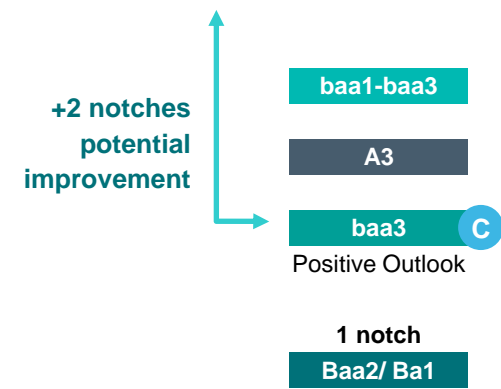 baa1-baa3
+2 notches
potential
improvement
A3
baa3
C
Positive Outlook
1 notch
Baa2/ Ba1